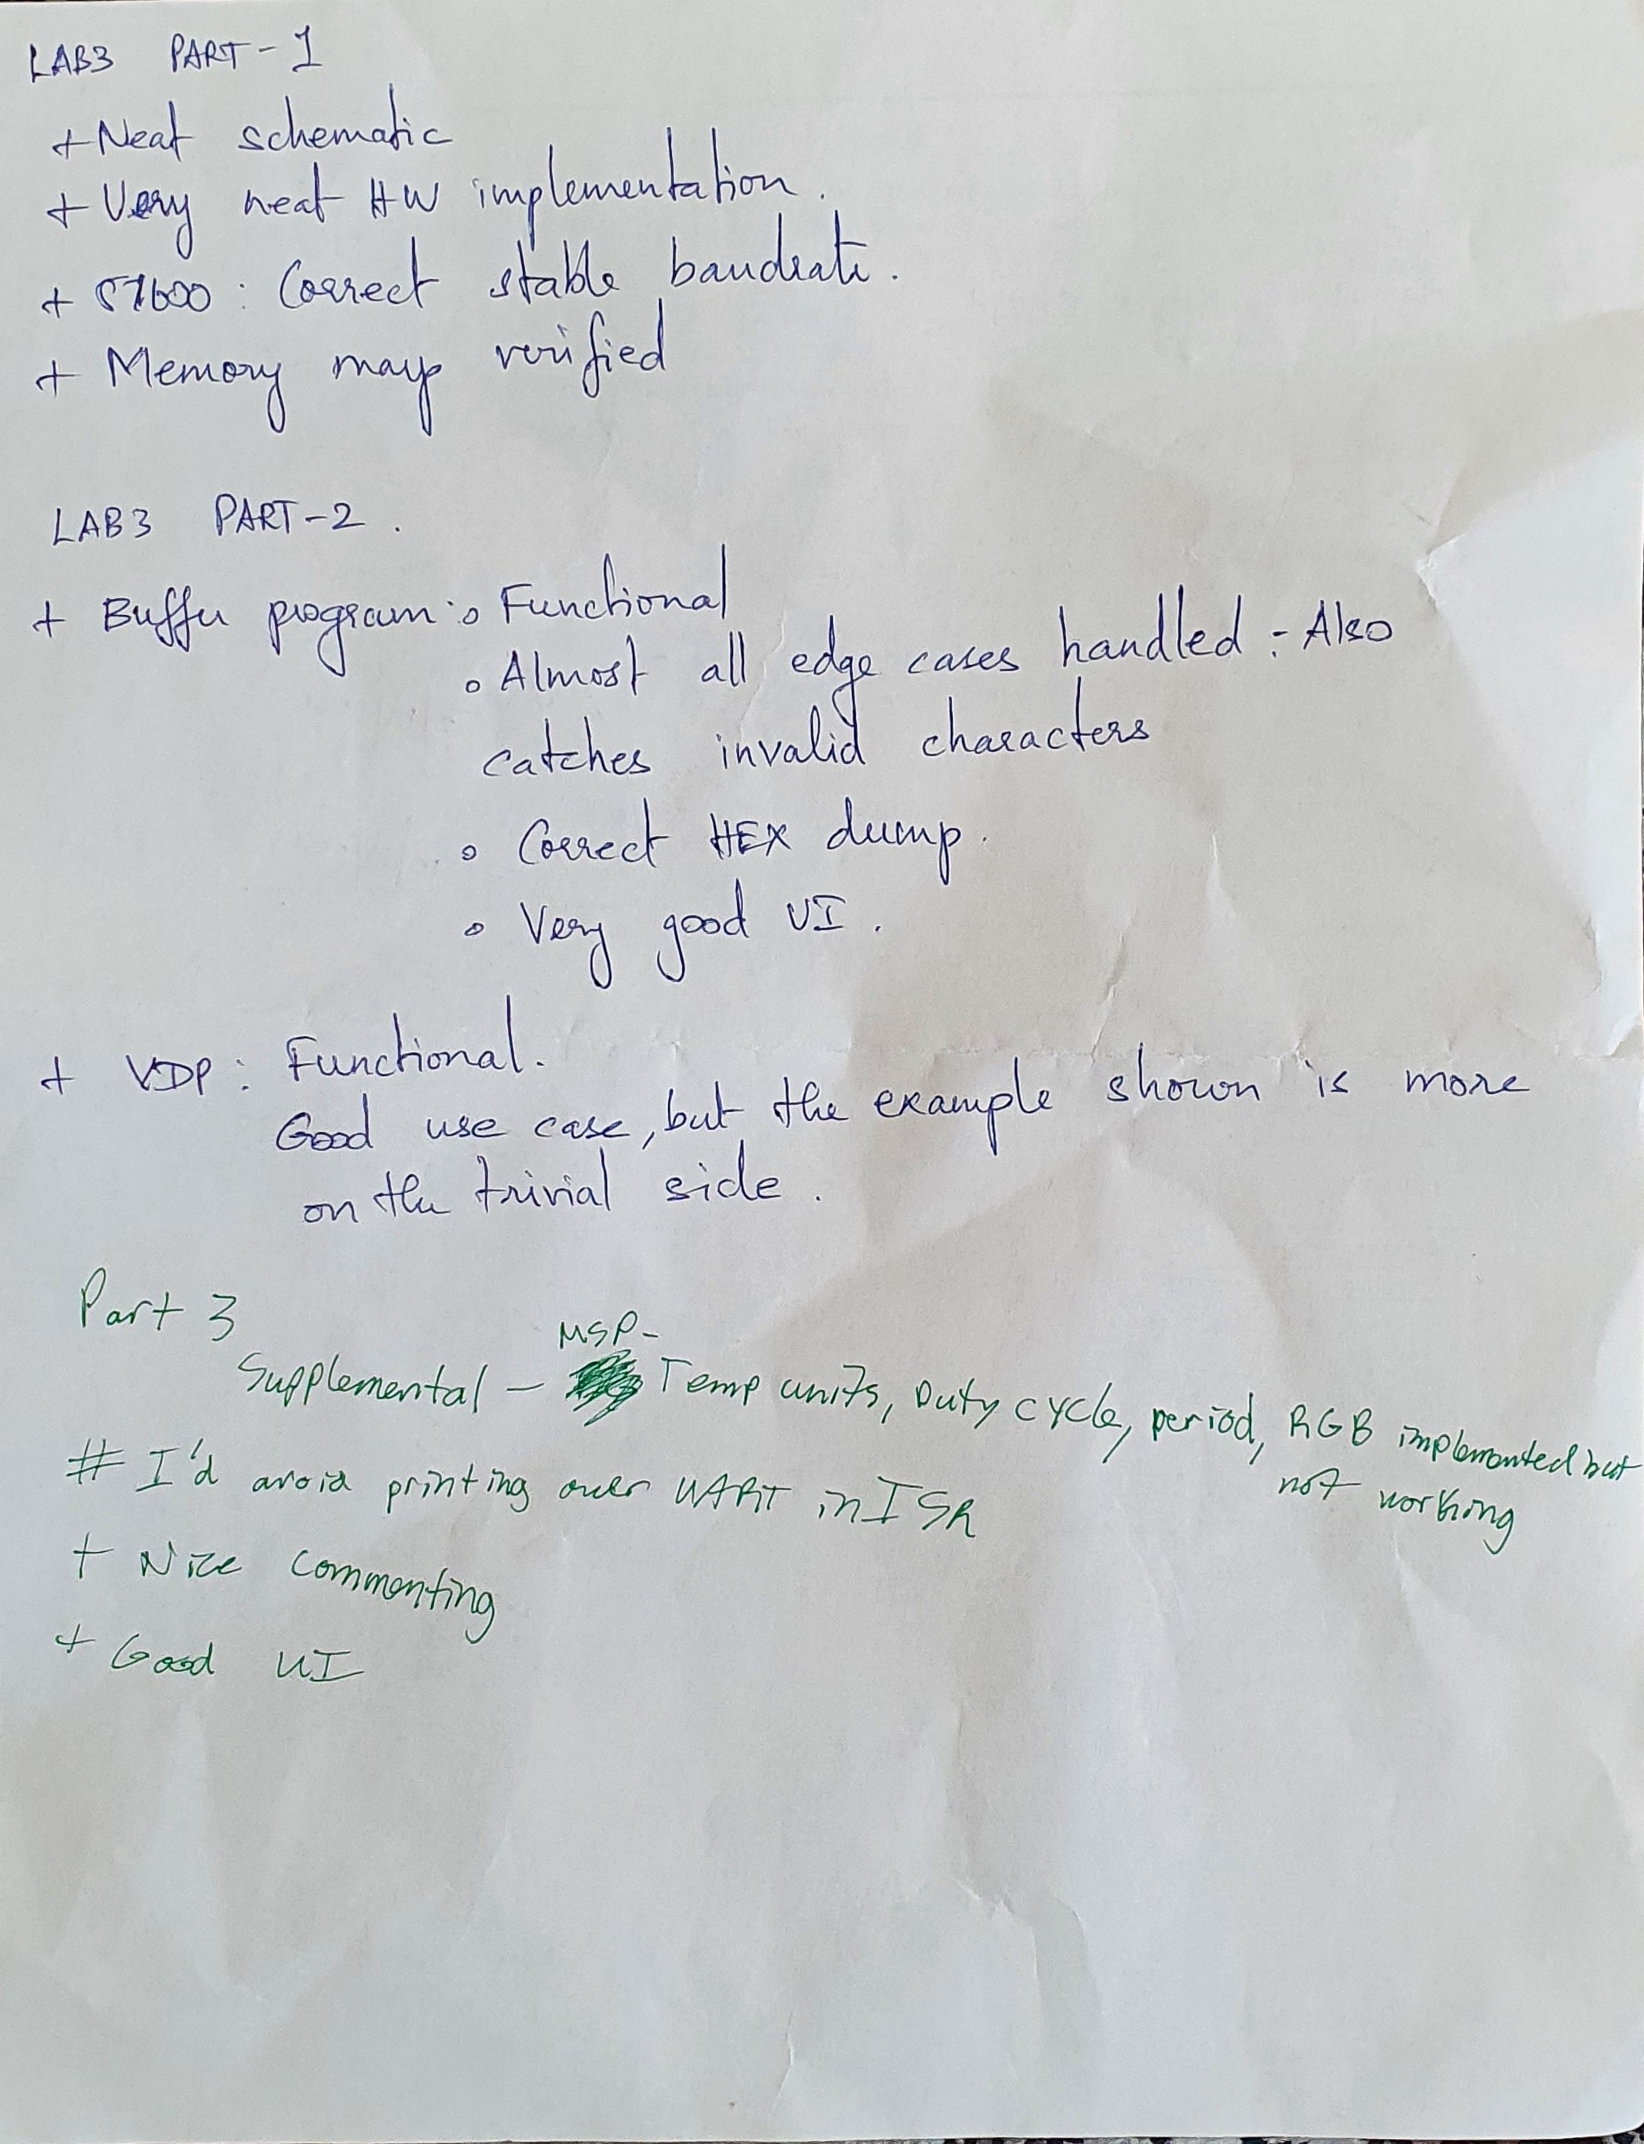 LAB3 PART-1
+ Neat schematic
+ Very neat HW implementation.
+ 57600 : Correct stable baudrate.
+ Memory map verified
LAB3 PART-2.
+ Buffer program : o Functional
o Almost all edge cases handled :- Also
catches invalid characters
o Correct HEX dump.
o Very good UI.
+ VDP : Functional.
Good use case, but the example shown is more
on the trivial side.
Part 3
MSP-
Supplemental - Temp units, Duty cycle, period, RGB implemented but
not working
# I'd avoid printing over UART in ISR
+ Nice commenting
+ Good UI